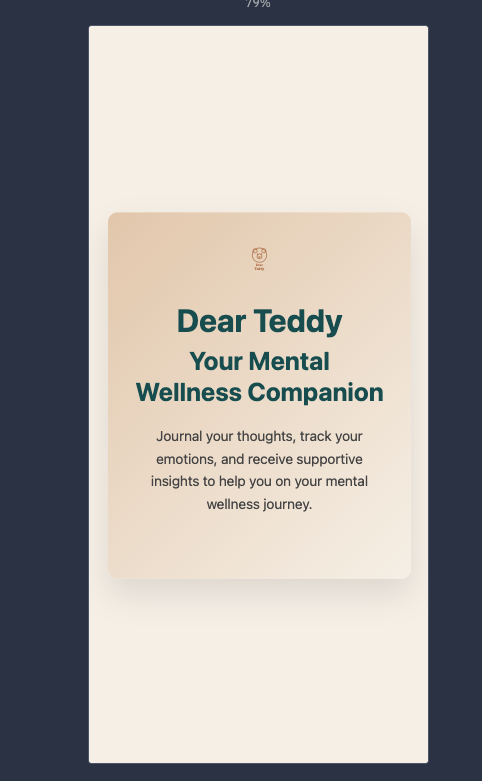 79%
Dear
Teddy
Dear Teddy
Your Mental
Wellness Companion
Journal your thoughts, track your
emotions, and receive supportive
insights to help you on your mental
wellness journey.